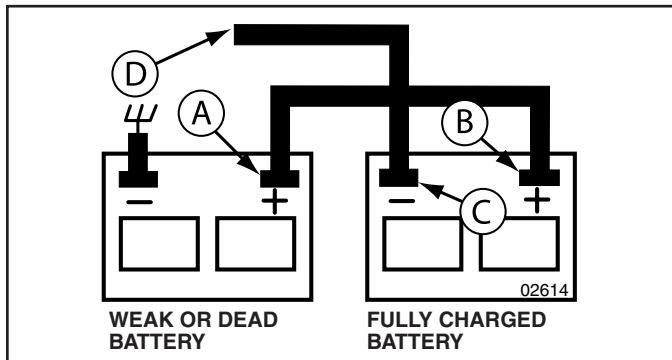 D
A
B
C
– +
– +
02614
WEAK OR DEAD
BATTERY
FULLY CHARGED
BATTERY